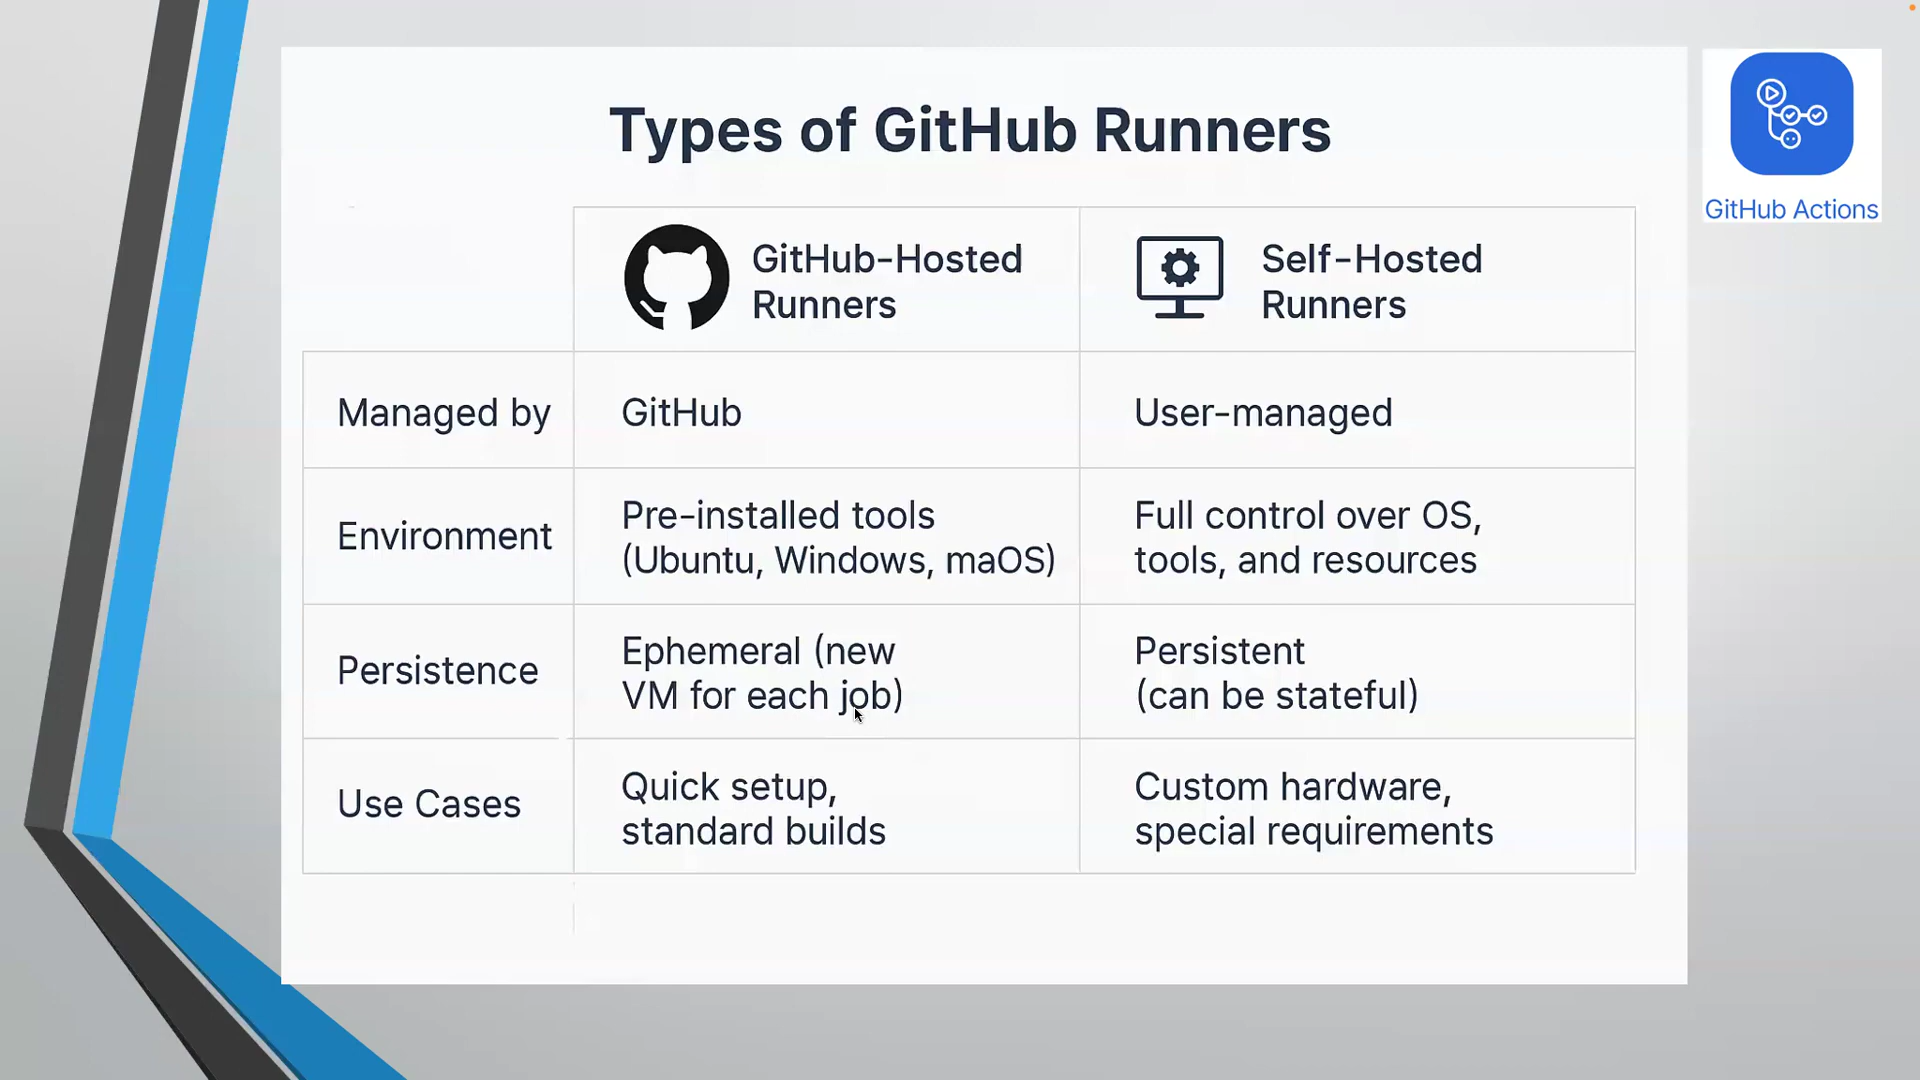 Types of GitHub Runners
GitHub Actions
GitHub-Hosted
Runners
Self-Hosted
Runners
Managed by
GitHub
User-managed
Environment
Pre-installed tools
(Ubuntu, Windows, maOS)
Full control over OS,
tools, and resources
Persistence
Ephemeral (new
VM for each job)
Persistent
(can be stateful)
Use Cases
Quick setup,
standard builds
Custom hardware,
special requirements